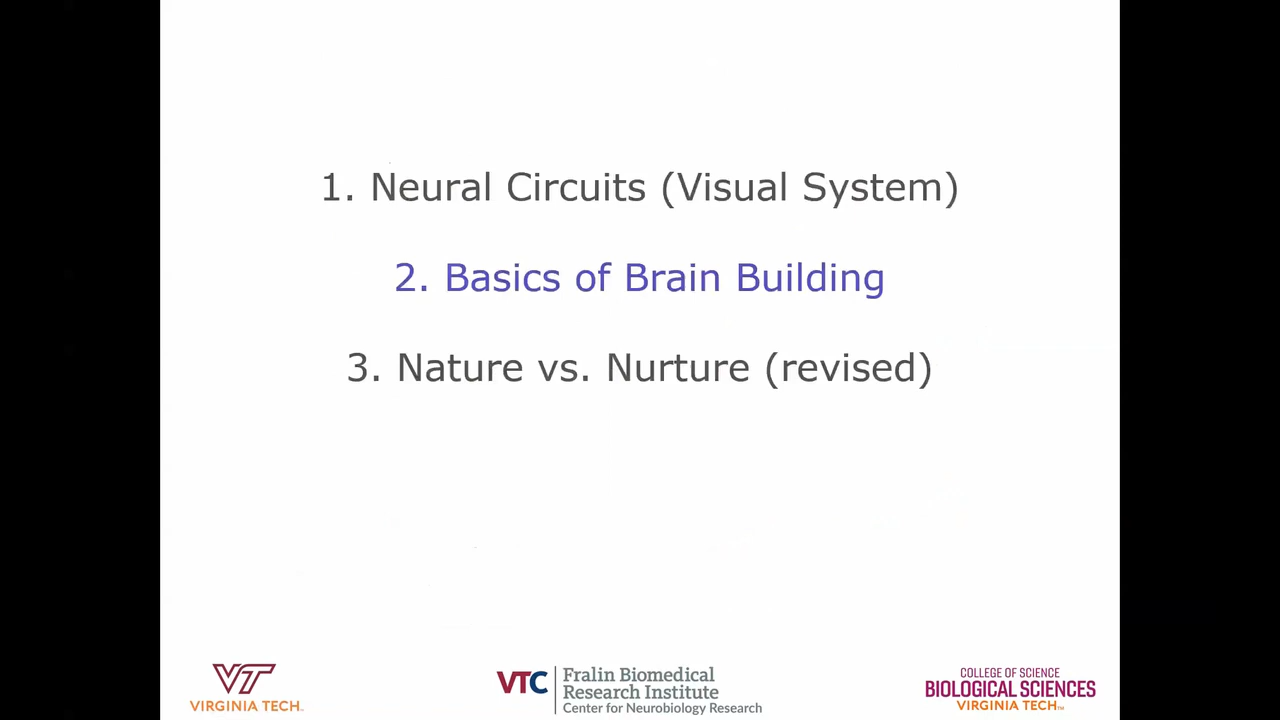 1. Neural Circuits (Visual System)
2. Basics of Brain Building
3. Nature vs. Nurture (revised)
VT
VIRGINIA TECH.
VTC
Fralin Biomedical
Research Institute
Center for Neurobiology Research
COLLEGE OF SCIENCE
BIOLOGICAL SCIENCES
VIRGINIA TECH™